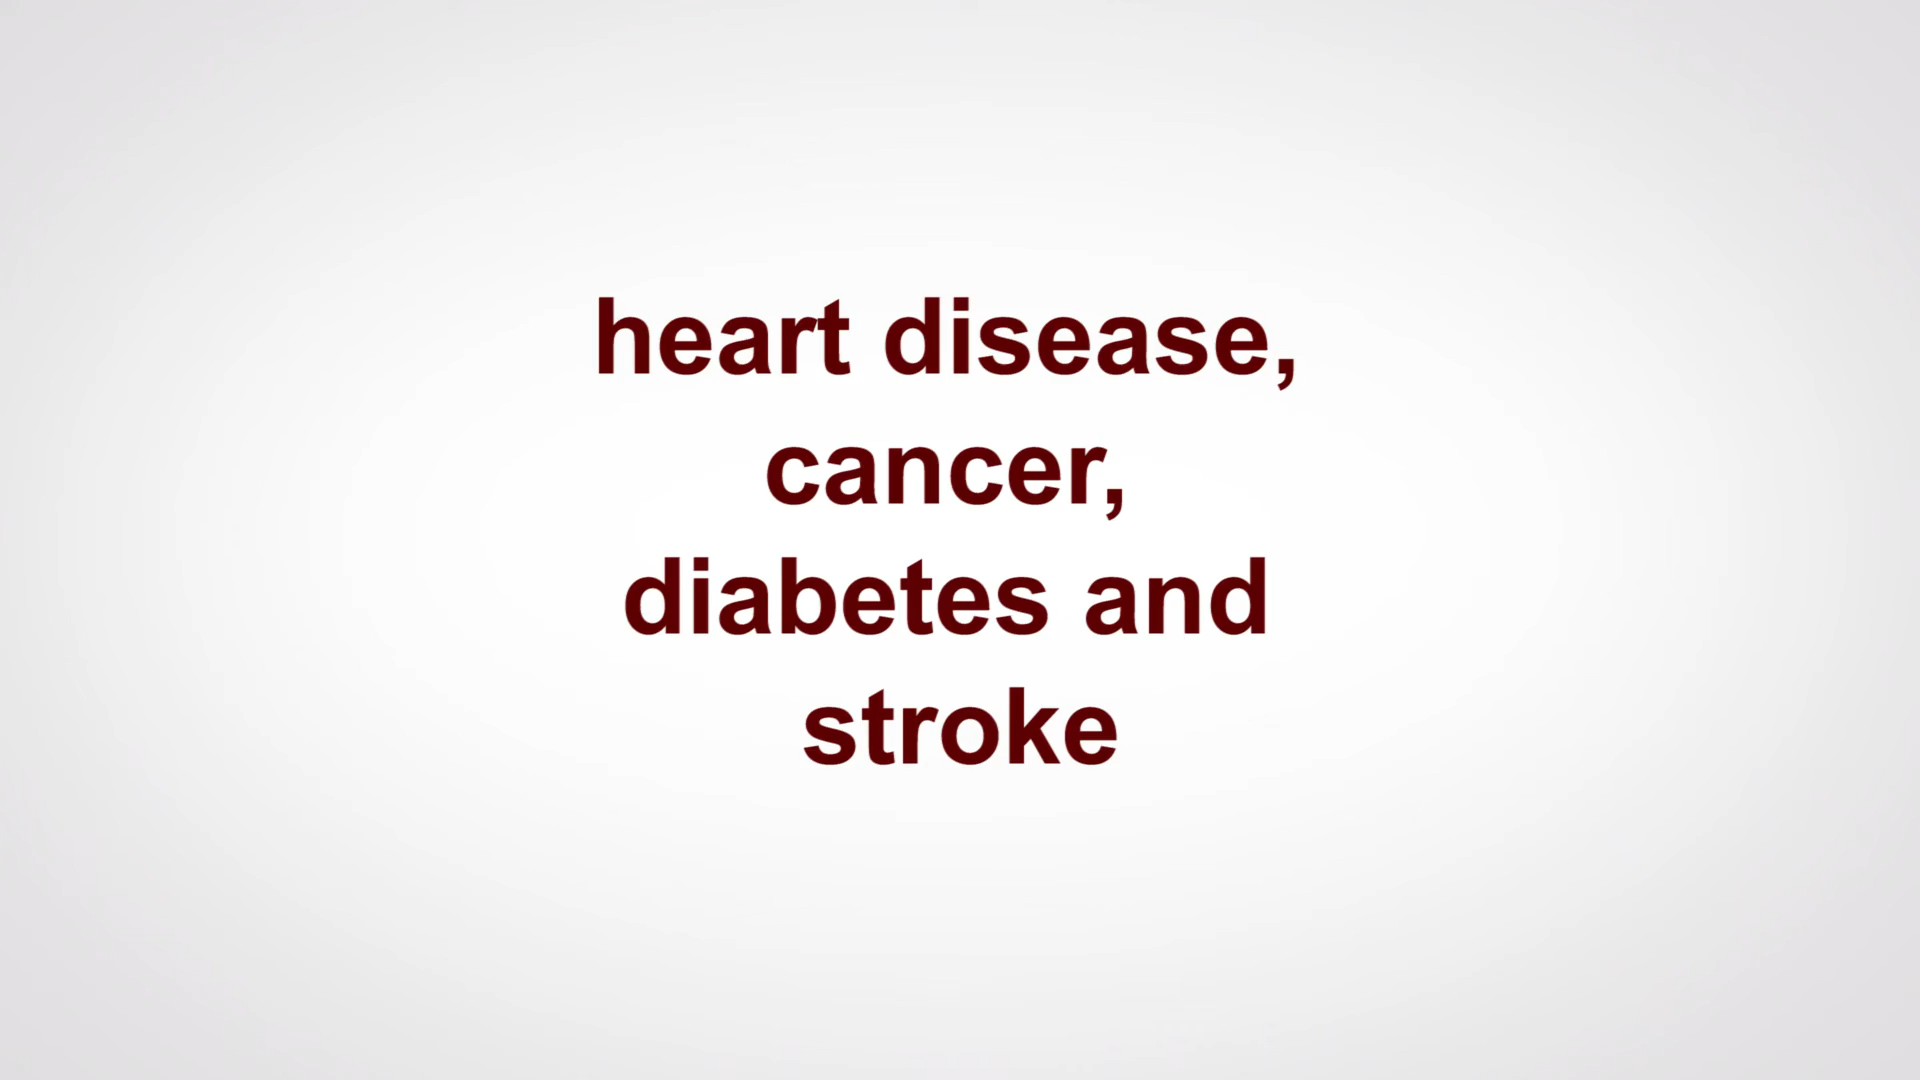 heart disease,
cancer,
diabetes and
stroke